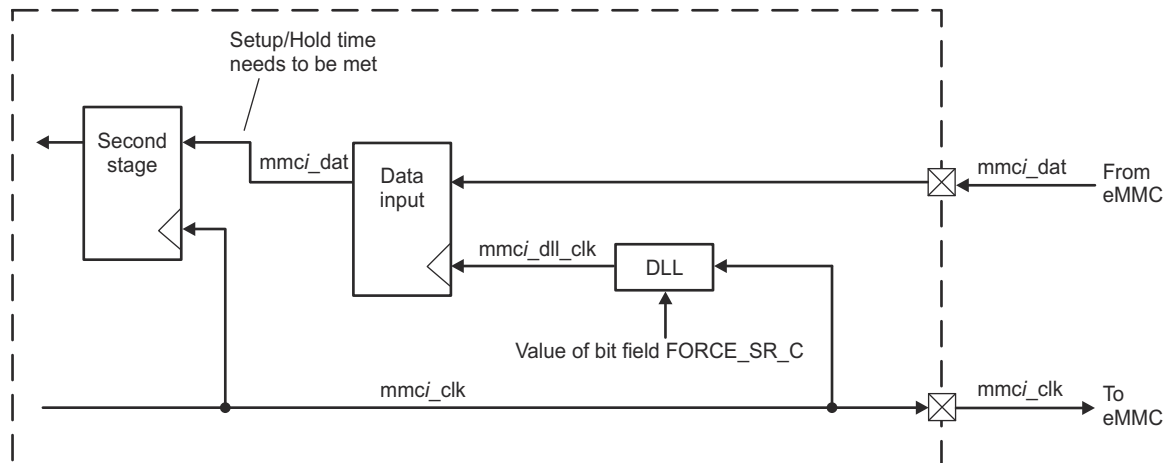 Setup/Hold time
needs to be met
Second
stage
mmci_dat
Data
input
mmci_dat
From
eMMC
mmci_dll_clk
DLL
Value of bit field FORCE_SR_C
mmci_clk
mmci_clk
To
eMMC